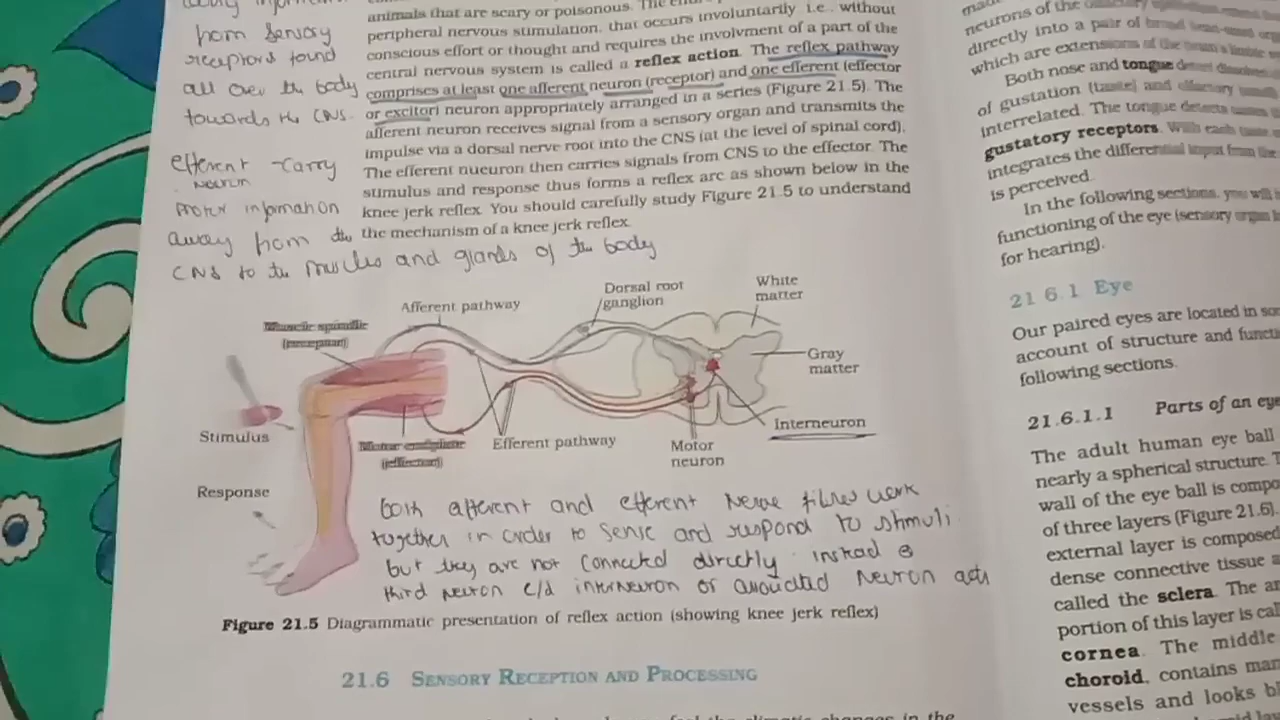 from sensory
receptors found
all over the body
towards the CNS.
efferent - Carry
neuron
motor information
away from the
CNS to the muscles and glands of the body
animals that are scary or poisonous. The
peripheral nervous stimulation, that occurs involuntarily, i.e., without
conscious effort or thought and requires the involvment of a part of the
central nervous system is called a reflex action. The reflex pathway
comprises at least one afferent neuron (receptor) and one efferent (effector
or excitor) neuron appropriately arranged in a series (Figure 21.5). The
afferent neuron receives signal from a sensory organ and transmits the
impulse via a dorsal nerve root into the CNS (at the level of spinal cord).
The efferent nueuron then carries signals from CNS to the effector. The
stimulus and response thus forms a reflex arc as shown below in the
knee jerk reflex. You should carefully study Figure 21.5 to understand
the mechanism of a knee jerk reflex.
Afferent pathway
Dorsal root
ganglion
White
matter
Muscle spindle
(receptor)
Gray
matter
Stimulus
Interneuron
Motor endplate
(effector)
Efferent pathway
Motor
neuron
Response
both afferent and efferent Nerve fibres work
together in order to sense and respond to stimuli
but they are not connected directly. instead a
third neuron c/d interneuron or associated Neuron acts
Figure 21.5 Diagrammatic presentation of reflex action (showing knee jerk reflex)
21.6 SENSORY RECEPTION AND PROCESSING
climatic changes in the
neurons of the
directly into a pair of
which are extensions of the
Both nose and tongue detect
of gustation (taste) and olfactory
interrelated. The tongue detects
gustatory receptors. With each
integrates the differential input from the
is perceived.
In the following sections, you will
functioning of the eye (sensory organ
for hearing).
21.6.1 Eye
Our paired eyes are located in
account of structure and
following sections.
21.6.1.1 Parts of an eye
The adult human eye ball
nearly a spherical structure.
wall of the eye ball is
of three layers (Figure 21.6).
external layer is composed
dense connective tissue
called the sclera. The
portion of this layer is
cornea. The middle
choroid, contains
vessels and looks